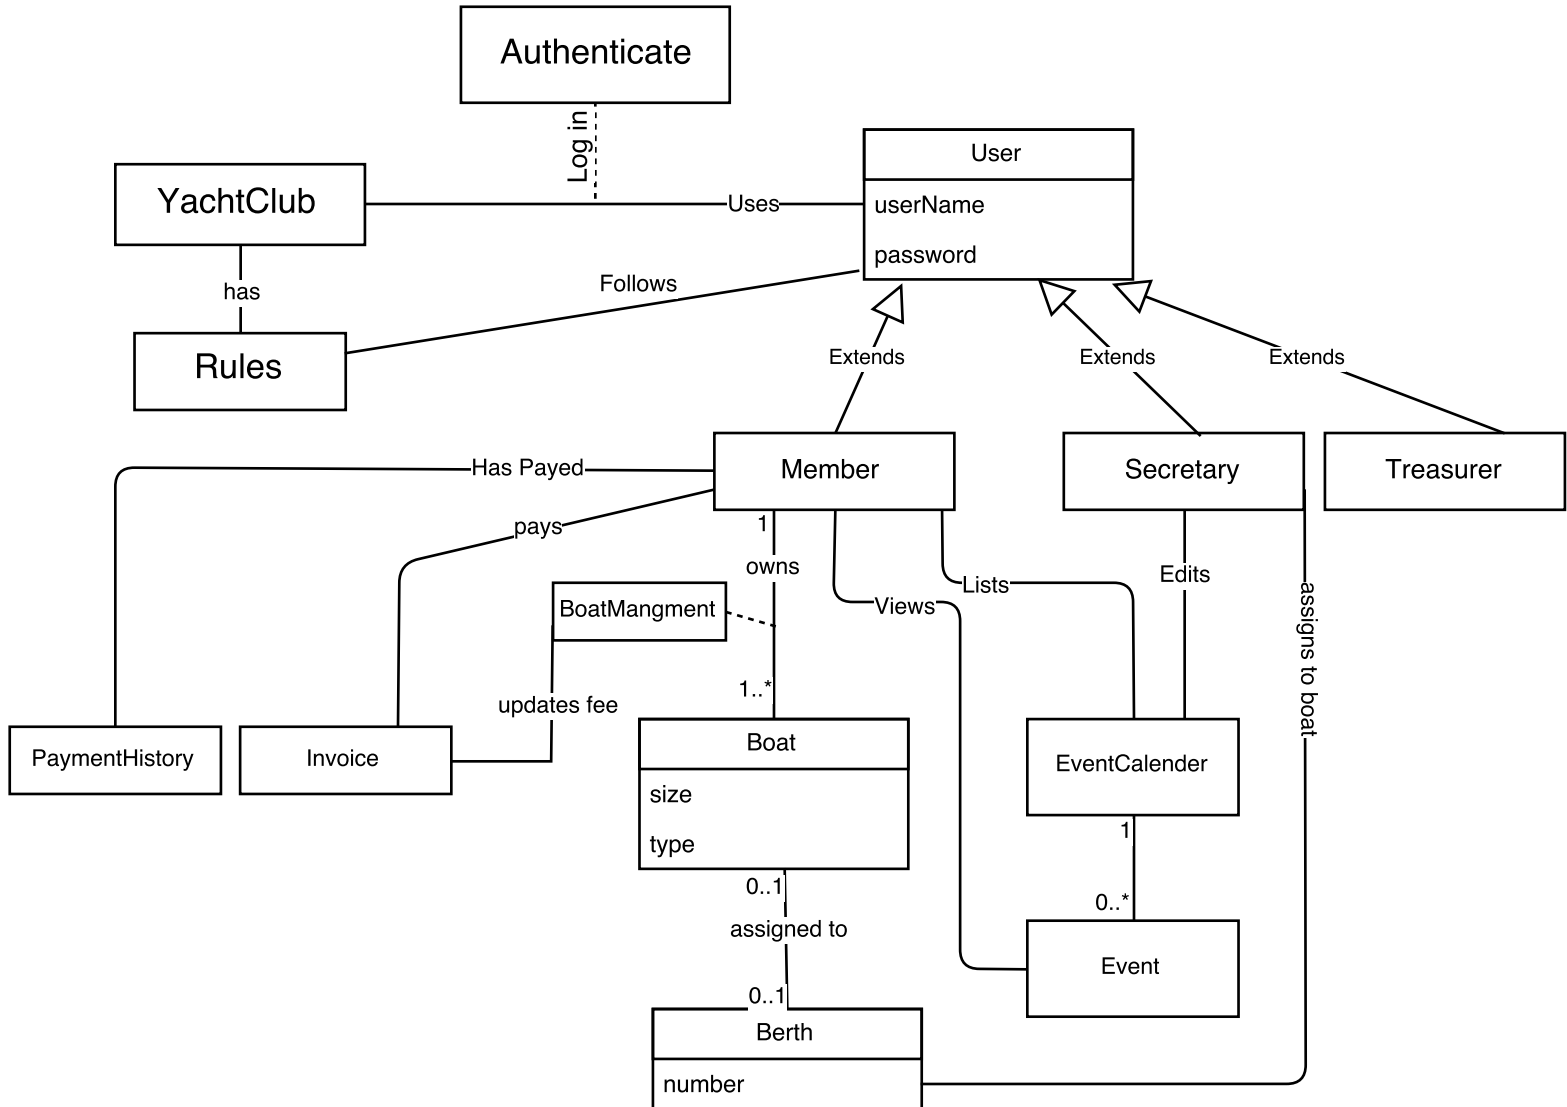 Authenticate
Log in
User
YachtClub
Uses
userName
password
has
Follows
Rules
Extends
Extends
Extends
Member
Secretary
Treasurer
Has Payed
pays
1
owns
Lists
Edits
Views
BoatMangment
assigns to boat
1..*
updates fee
PaymentHistory
Invoice
Boat
EventCalender
size
type
1
0..1
0..*
assigned to
Event
0..1
Berth
number